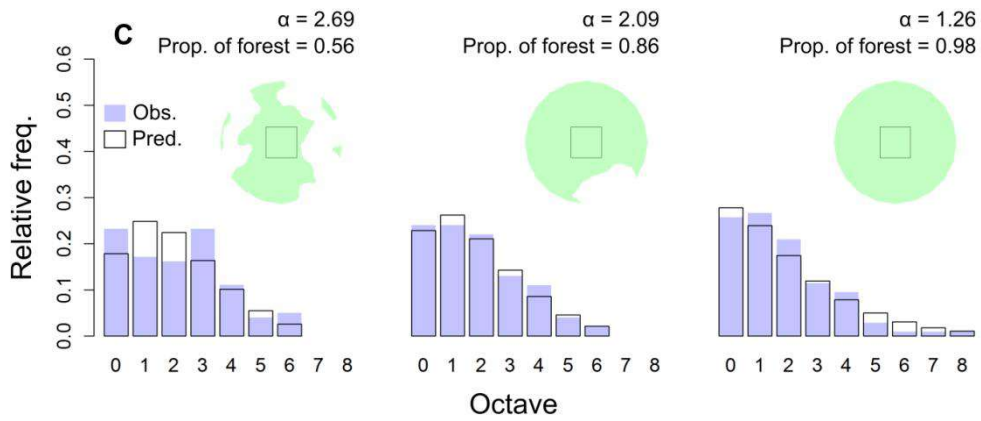 C
α = 2.69
Prop. of forest = 0.56
α = 2.09
Prop. of forest = 0.86
α = 1.26
Prop. of forest = 0.98
Relative freq.
0.6
0.5
0.4
0.3
0.2
0.1
0.0
Obs.
Pred.
0 1 2 3 4 5 6 7 8
0 1 2 3 4 5 6 7 8
0 1 2 3 4 5 6 7 8
Octave